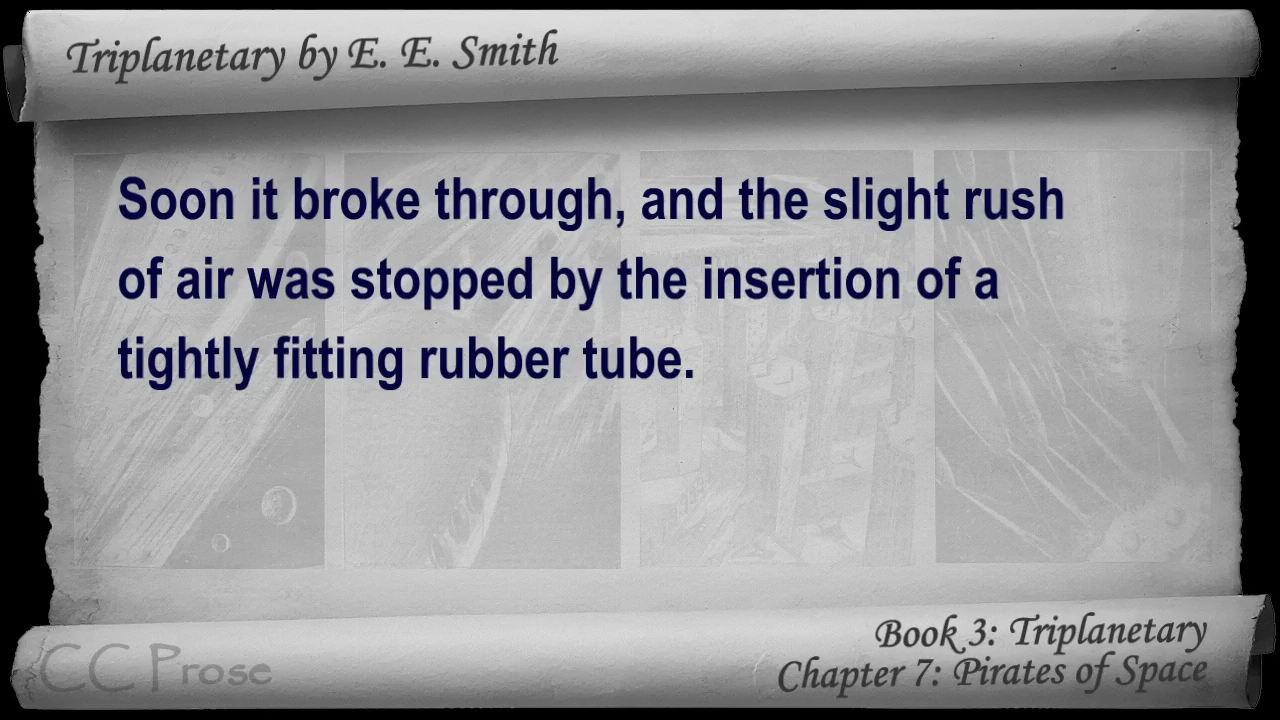 Triplanetary by E. E. Smith
Soon it broke through, and the slight rush
of air was stopped by the insertion of a
tightly fitting rubber tube.
Book 3: Triplanetary
Chapter 7: Pirates of Space
CC Prose